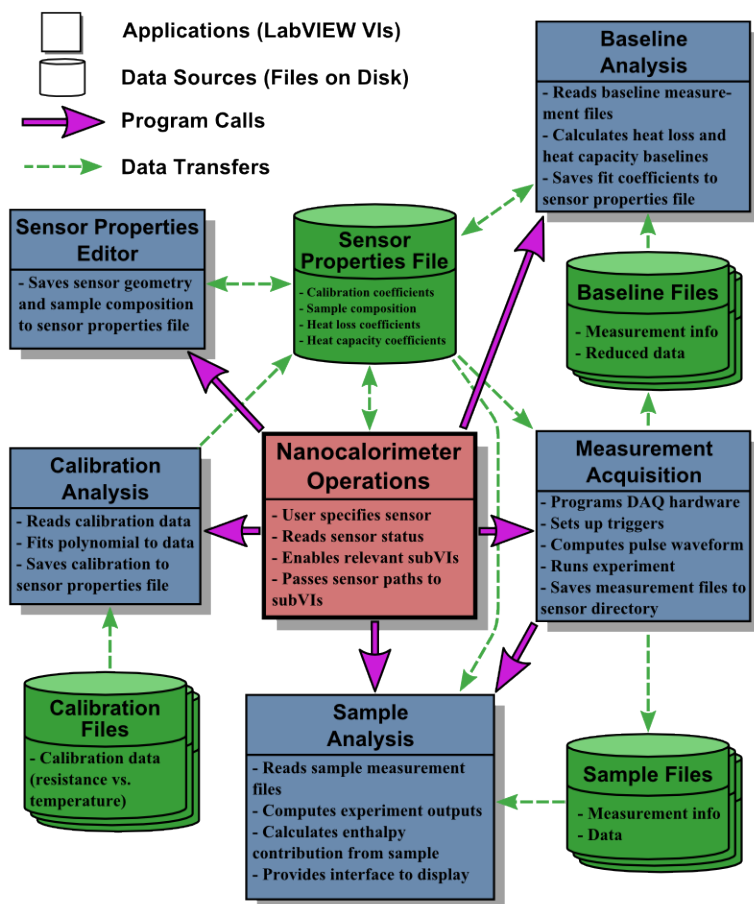 Applications (LabVIEW VIs)
Data Sources (Files on Disk)
Program Calls
Data Transfers
Baseline
Analysis
- Reads baseline measure-
ment files
- Calculates heat loss and
heat capacity baselines
- Saves fit coefficients to
sensor properties file
Sensor Properties
Editor
- Saves sensor geometry
and sample composition
to sensor properties file
Sensor
Properties File
- Calibration coefficients
- Sample composition
- Heat loss coefficients
- Heat capacity coefficients
Baseline Files
- Measurement info
- Reduced data
Calibration
Analysis
- Reads calibration data
- Fits polynomial to data
- Saves calibration to
sensor properties file
Nanocalorimeter
Operations
- User specifies sensor
- Reads sensor status
- Enables relevant subVIs
- Passes sensor paths to
subVIs
Measurement
Acquisition
- Programs DAQ hardware
- Sets up triggers
- Computes pulse waveform
- Runs experiment
- Saves measurement files to
sensor directory
Calibration
Files
- Calibration data
(resistance vs.
temperature)
Sample
Analysis
- Reads sample measurement
files
- Computes experiment outputs
- Calculates enthalpy
contribution from sample
- Provides interface to display
Sample Files
- Measurement info
- Data